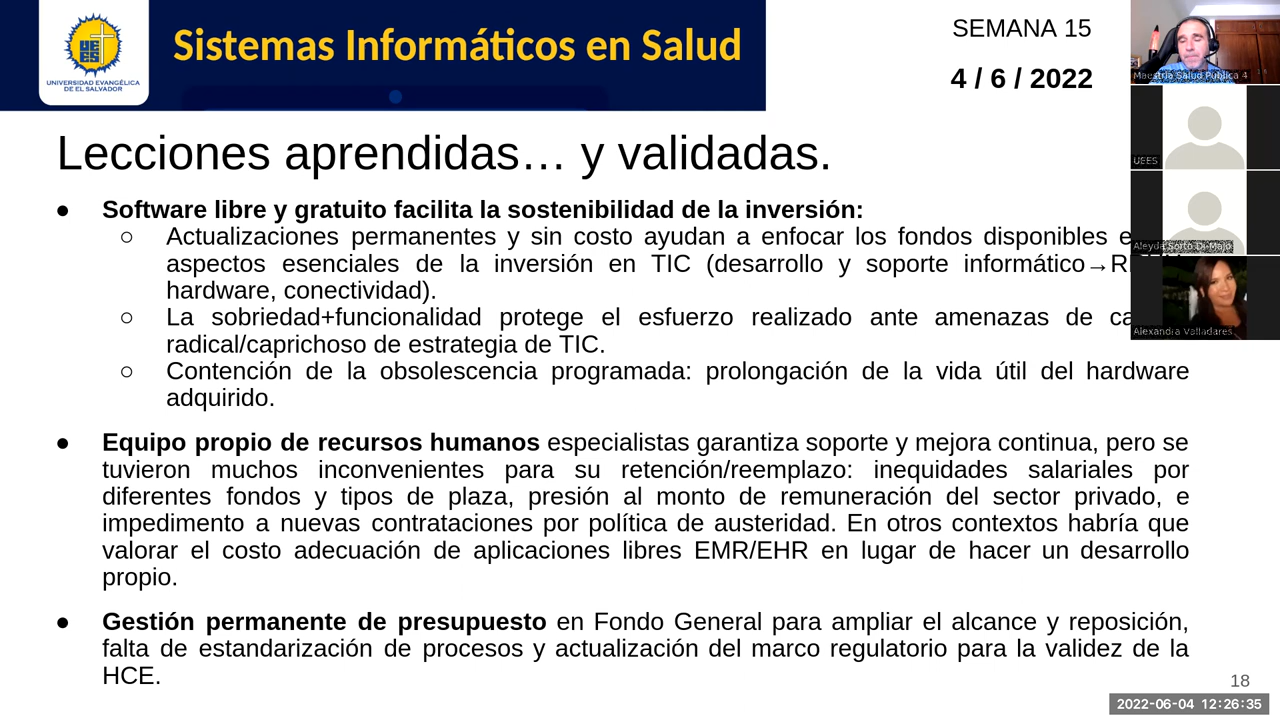 Sistemas Informáticos en Salud
UNIVERSIDAD EVANGÉLICA
DE EL SALVADOR
UEES
SEMANA 15
4 / 6 / 2022
Maestría Salud Pública 4
UEES
Aleyda Sorto Di Majo
Alexandra Valladares
Lecciones aprendidas… y validadas.
● Software libre y gratuito facilita la sostenibilidad de la inversión:
○ Actualizaciones permanentes y sin costo ayudan a enfocar los fondos disponibles
aspectos esenciales de la inversión en TIC (desarrollo y soporte informático→
hardware, conectividad).
○ La sobriedad+funcionalidad protege el esfuerzo realizado ante amenazas de
radical/caprichoso de estrategia de TIC.
○ Contención de la obsolescencia programada: prolongación de la vida útil del hardware
adquirido.
● Equipo propio de recursos humanos especialistas garantiza soporte y mejora continua, pero se
tuvieron muchos inconvenientes para su retención/reemplazo: inequidades salariales por
diferentes fondos y tipos de plaza, presión al monto de remuneración del sector privado, e
impedimento a nuevas contrataciones por política de austeridad. En otros contextos habría que
valorar el costo adecuación de aplicaciones libres EMR/EHR en lugar de hacer un desarrollo
propio.
● Gestión permanente de presupuesto en Fondo General para ampliar el alcance y reposición,
falta de estandarización de procesos y actualización del marco regulatorio para la validez de la
HCE.
18
2022-06-04 12:26:35